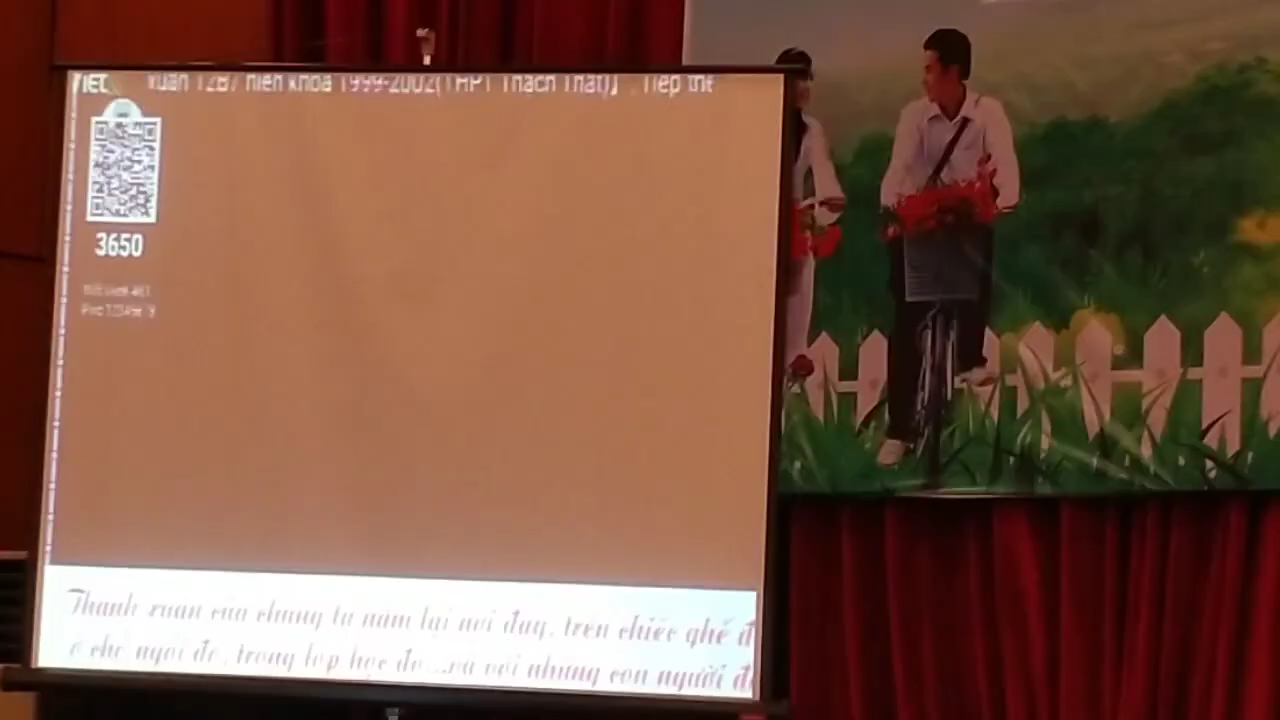 12B7 niên khóa 1999-2002(THPT Thạch Thất)】. Tiếp
3650
Thanh xuân của chúng ta nằm lại nơi đây, trên chiếc ghế
ở chỗ ngồi đó, trong lớp học đó...và với những con người